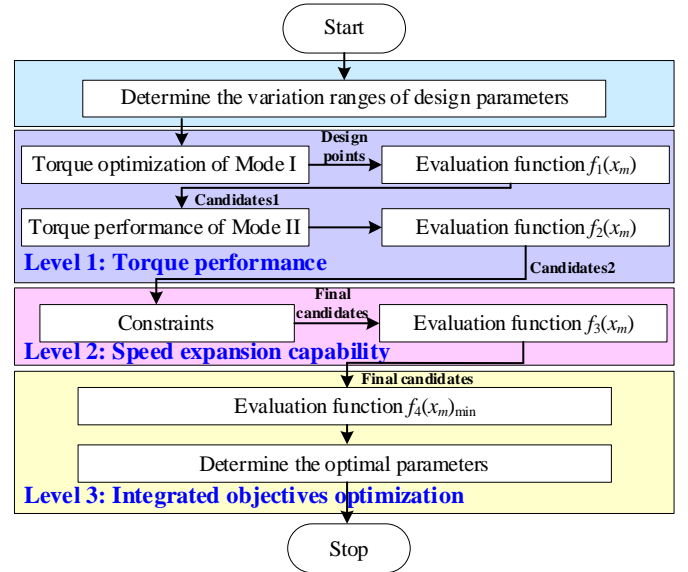 Start
Determine the variation ranges of design parameters
Torque optimization of Mode I
Design
points
Evaluation function f1(xm)
Candidates1
Torque performance of Mode II
Evaluation function f2(xm)
Level 1: Torque performance
Candidates2
Constraints
Final
candidates
Evaluation function f3(xm)
Level 2: Speed expansion capability
Final candidates
Evaluation function f4(xm)min
Determine the optimal parameters
Level 3: Integrated objectives optimization
Stop